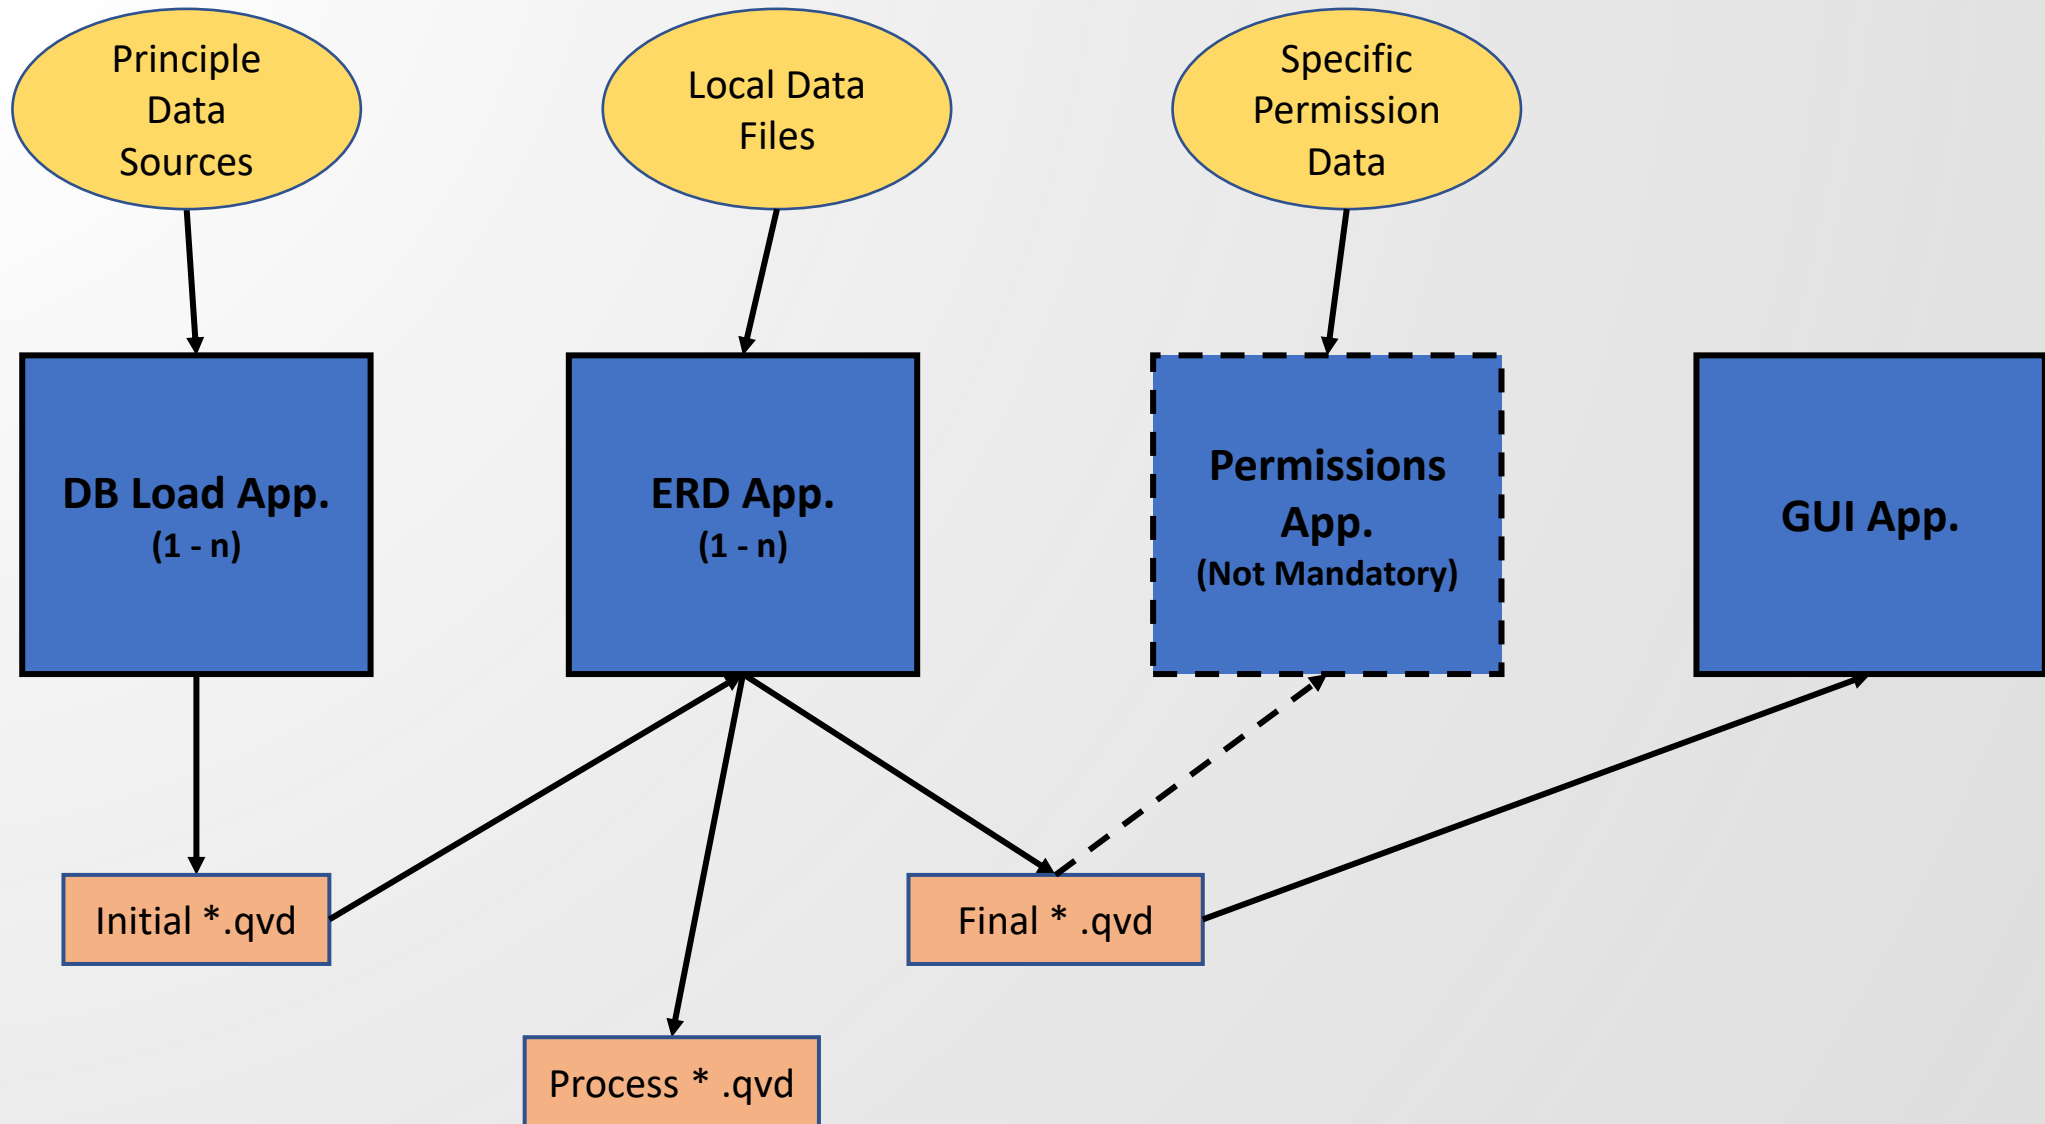 Principle
Data
Sources
Local Data
Files
Specific
Permission
Data
DB Load App.
(1 - n)
ERD App.
(1 - n)
Permissions
App.
(Not Mandatory)
GUI App.
Initial *.qvd
Final * .qvd
Process * .qvd